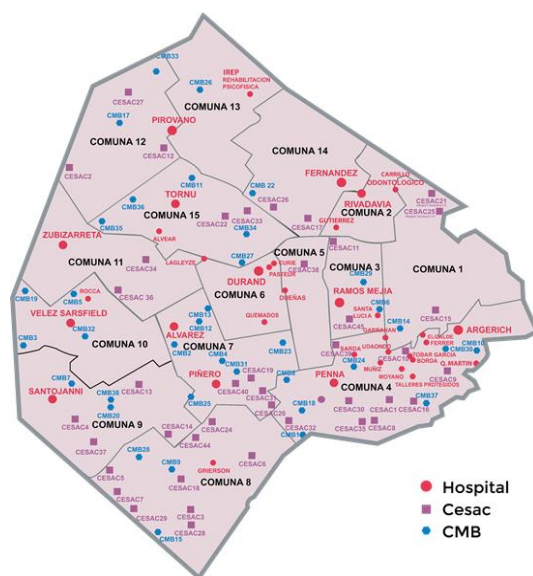 CMB33
CMB26
IREP
REHABILITACION
PSICOFISICA
CESAC27
COMUNA 13
CMB17
PIROVANO
COMUNA 12
CESAC12
COMUNA 14
CESAC2
FERNANDEZ
CARRILLO
ODONTOLOGICO
CMB11
TORNU
CMB 22
RIVADAVIA
CESAC21
CMB36
CESAC26
COMUNA 2
CESAC25
COMUNA 15
CESAC22
CESAC33
CESAC17
GUTIERREZ
CMB35
ALVEAR
CMB34
ZUBIZARRETA
CESAC11
COMUNA 11
LAGLEYZE
CMB27
COMUNA 5
COMUNA 3
COMUNA 1
CESAC34
CURIE
CESAC38
DURAND
PASTEUR
CMB29
CMB19
CMB5
ROCCA
CESAC 36
COMUNA 6
DUEÑAS
RAMOS MEJIA
CMB6
VELEZ SARSFIELD
CMB13
CMB12
QUEMADOS
SANTA
LUCIA
CMB14
CESAC15
CMB32
ALVAREZ
CESAC45
ARGERICH
CMB3
COMUNA 10
COMUNA 7
CMB2
CMB23
GARRAHAN
UDAONDO
ELIZALDE
FERRER
CMB10
CMB30
CESAC39
SARDA
CESAC10
TOBAR GARCIA
BORDA
CMB4
CMB31
CESAC19
CMB24
MUÑIZ
MOYANO
Q. MARTIN
CESAC9
TALLERES PROTEGIDOS
CMB7
PIÑERO
PENNA
COMUNA 4
SANTOJANNI
CESAC13
CESAC40
CESAC31
CMB38
CMB20
CMB25
CESAC20
CMB18
CESAC30
CESAC1
CESAC16
CMB37
COMUNA 9
CESAC4
CESAC14
CESAC24
CESAC32
CESAC35
CESAC8
CESAC37
CESAC44
CMB28
CMB9
GRIERSON
CESAC6
CESAC5
CESAC18
COMUNA 8
CESAC7
CESAC29
CESAC3
CESAC28
CMB15
Hospital
Cesac
CMB